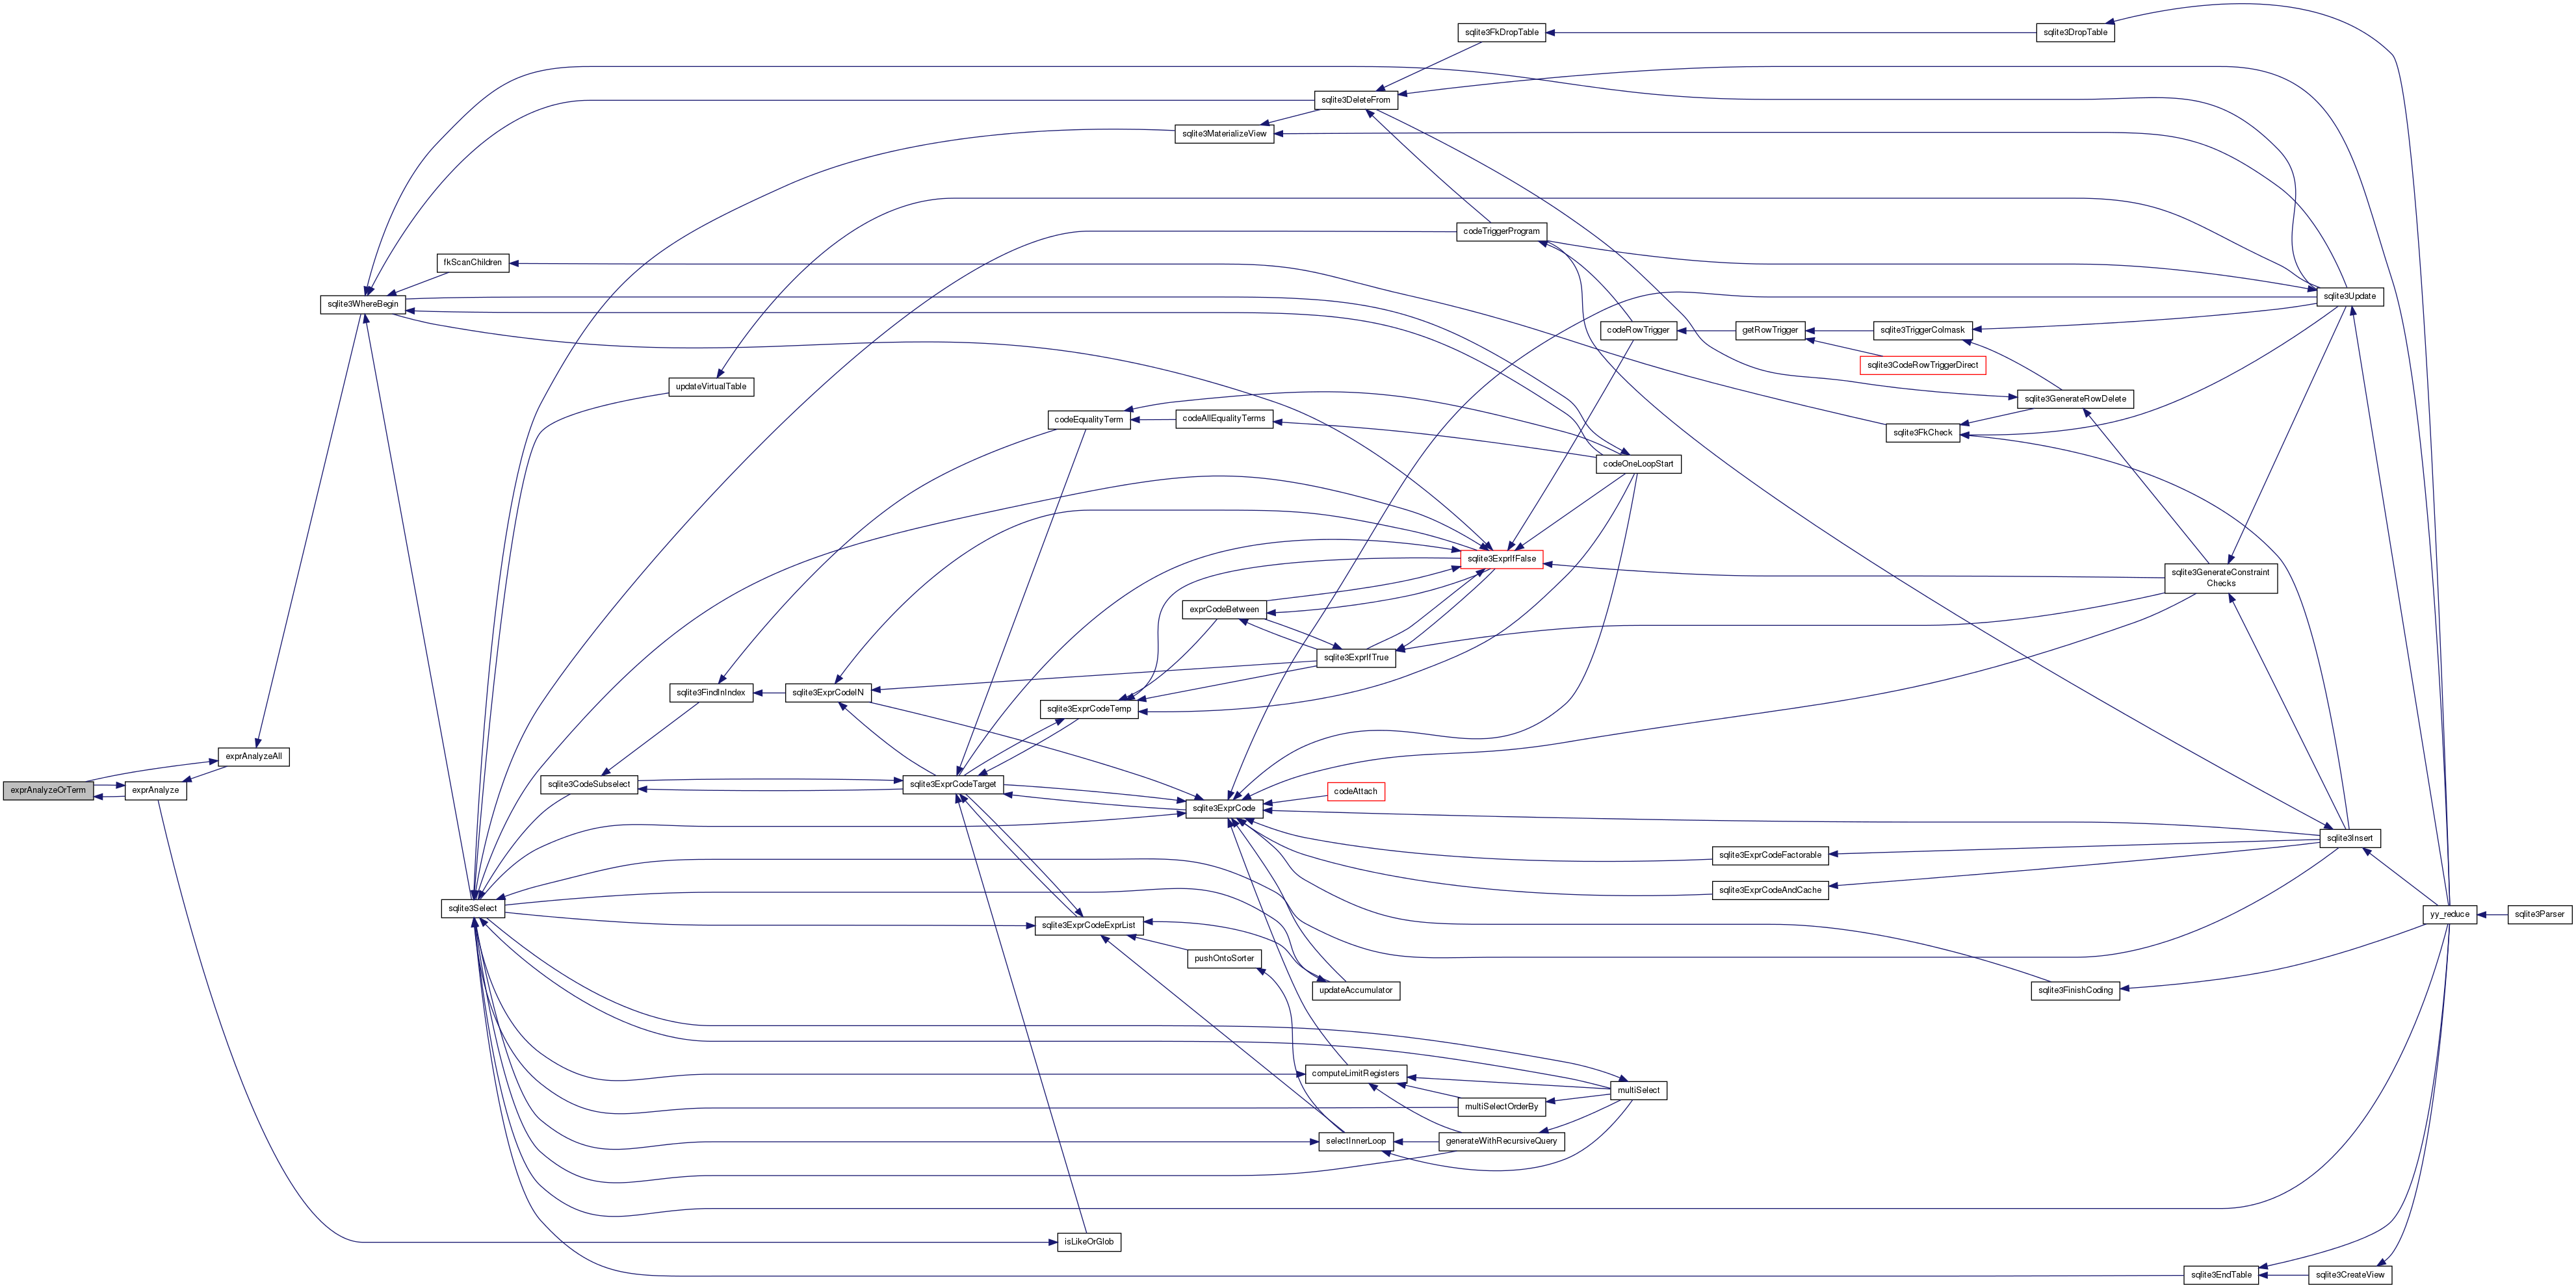 sqlite3FkDropTable
sqlite3DropTable
sqlite3DeleteFrom
sqlite3MaterializeView
codeTriggerProgram
fkScanChildren
sqlite3WhereBegin
sqlite3Update
codeRowTrigger
getRowTrigger
sqlite3TriggerColmask
sqlite3CodeRowTriggerDirect
updateVirtualTable
sqlite3GenerateRowDelete
codeEqualityTerm
codeAllEqualityTerms
sqlite3FkCheck
codeOneLoopStart
sqlite3ExprIfFalse
sqlite3GenerateConstraint
Checks
exprCodeBetween
sqlite3ExprIfTrue
sqlite3FindInIndex
sqlite3ExprCodeIN
sqlite3ExprCodeTemp
exprAnalyzeAll
exprAnalyzeOrTerm
exprAnalyze
sqlite3CodeSubselect
sqlite3ExprCodeTarget
codeAttach
sqlite3ExprCode
sqlite3Insert
sqlite3ExprCodeFactorable
sqlite3ExprCodeAndCache
sqlite3Select
yy_reduce
sqlite3Parser
sqlite3ExprCodeExprList
pushOntoSorter
updateAccumulator
sqlite3FinishCoding
computeLimitRegisters
multiSelect
multiSelectOrderBy
selectInnerLoop
generateWithRecursiveQuery
isLikeOrGlob
sqlite3EndTable
sqlite3CreateView